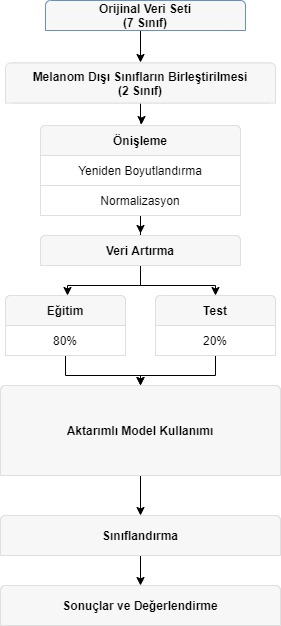 Orijinal Veri Seti
(7 Sınıf)
Melanom Dışı Sınıfların Birleştirilmesi
(2 Sınıf)
Önişleme
Yeniden Boyutlandırma
Normalizasyon
Veri Artırma
Eğitim
80%
Test
20%
Aktarımlı Model Kullanımı
Sınıflandırma
Sonuçlar ve Değerlendirme